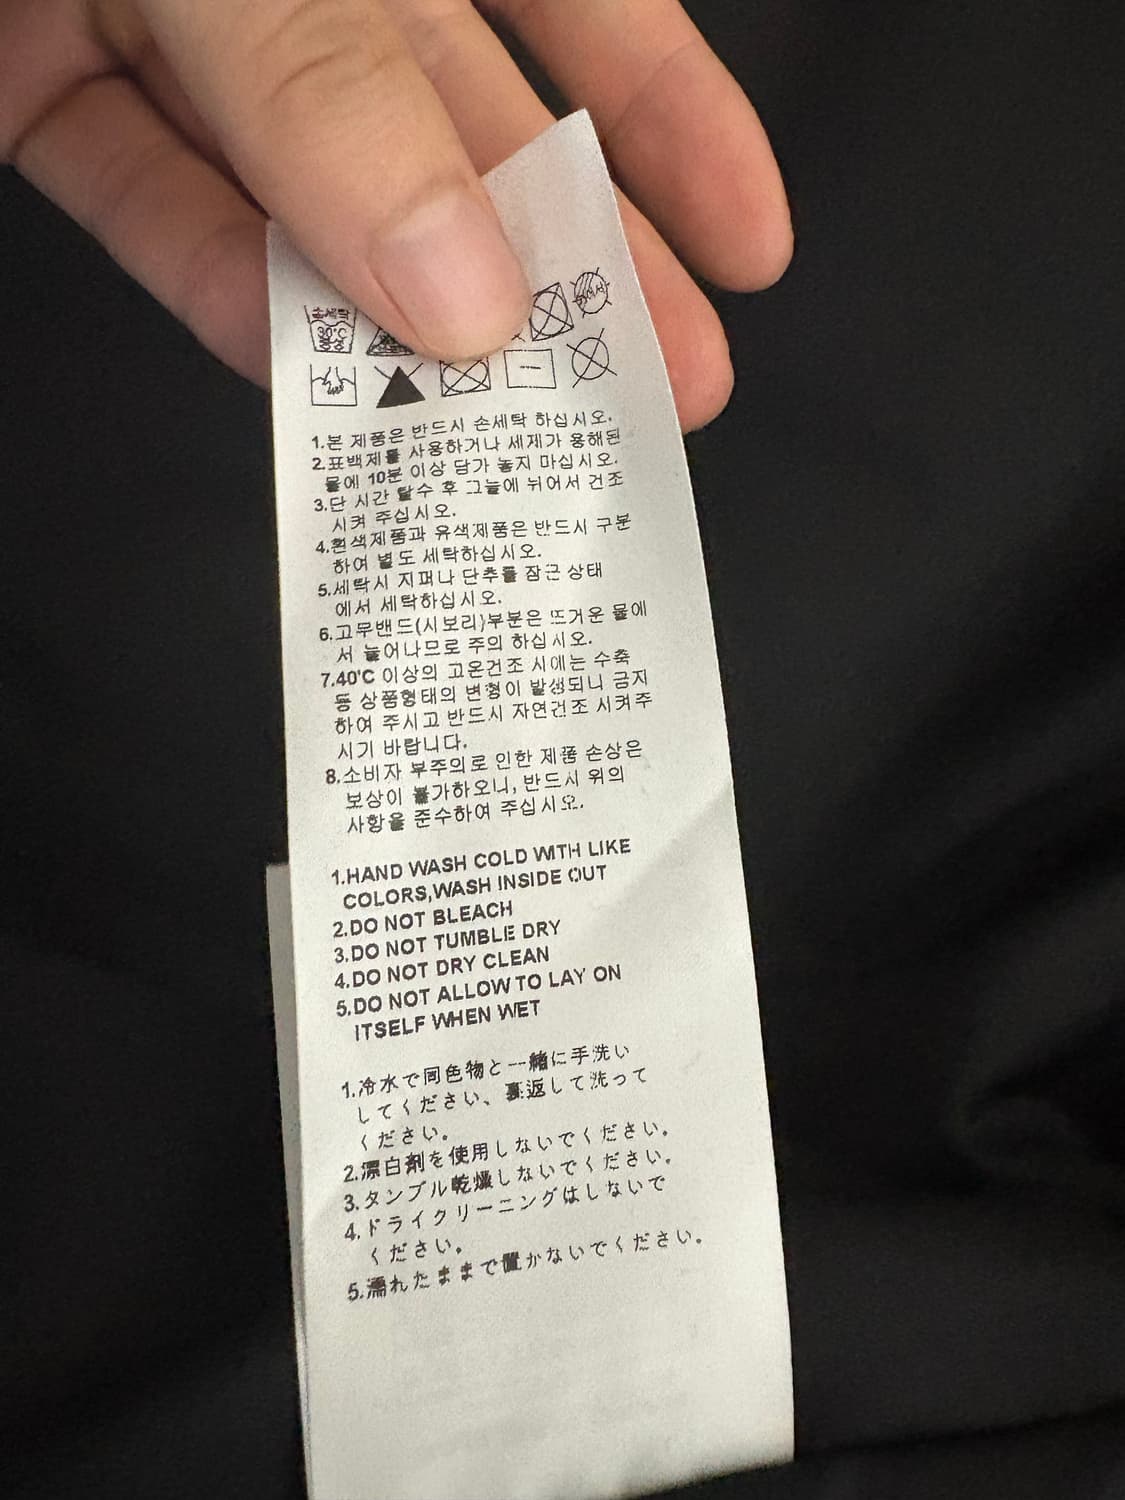 손세탁
30°C
중성
1.본 제품은 반드시 손세탁 하십시오.
2.표백제를 사용하거나 세제가 용해된
물에 10분 이상 담가 놓지 마십시오.
3.단 시간 탈수 후 그늘에 뉘어서 건조
시켜 주십시오.
4.흰색제품과 유색제품은 반드시 구분
하여 별도 세탁하십시오.
5.세탁시 지퍼나 단추를 잠근 상태
에서 세탁하십시오.
6.고무밴드(시보리)부분은 뜨거운 물에
서 늘어나므로 주의 하십시오.
7.40°C 이상의 고온건조 시에는 수축
등 상품형태의 변형이 발생되니 금지
하여 주시고 반드시 자연건조 시켜주
시기 바랍니다.
8.소비자 부주의로 인한 제품 손상은
보상이 불가하오니, 반드시 위의
사항을 준수하여 주십시오.
1.HAND WASH COLD WITH LIKE
COLORS,WASH INSIDE OUT
2.DO NOT BLEACH
3.DO NOT TUMBLE DRY
4.DO NOT DRY CLEAN
5.DO NOT ALLOW TO LAY ON
ITSELF WHEN WET
1.冷水で同色物と一緒に手洗い
してください、裏返して洗って
ください。
2.漂白剤を使用しないでください。
3.タンブル乾燥しないでください。
4.ドライクリーニングはしないで
ください。
5.濡れたままで置かないでください。